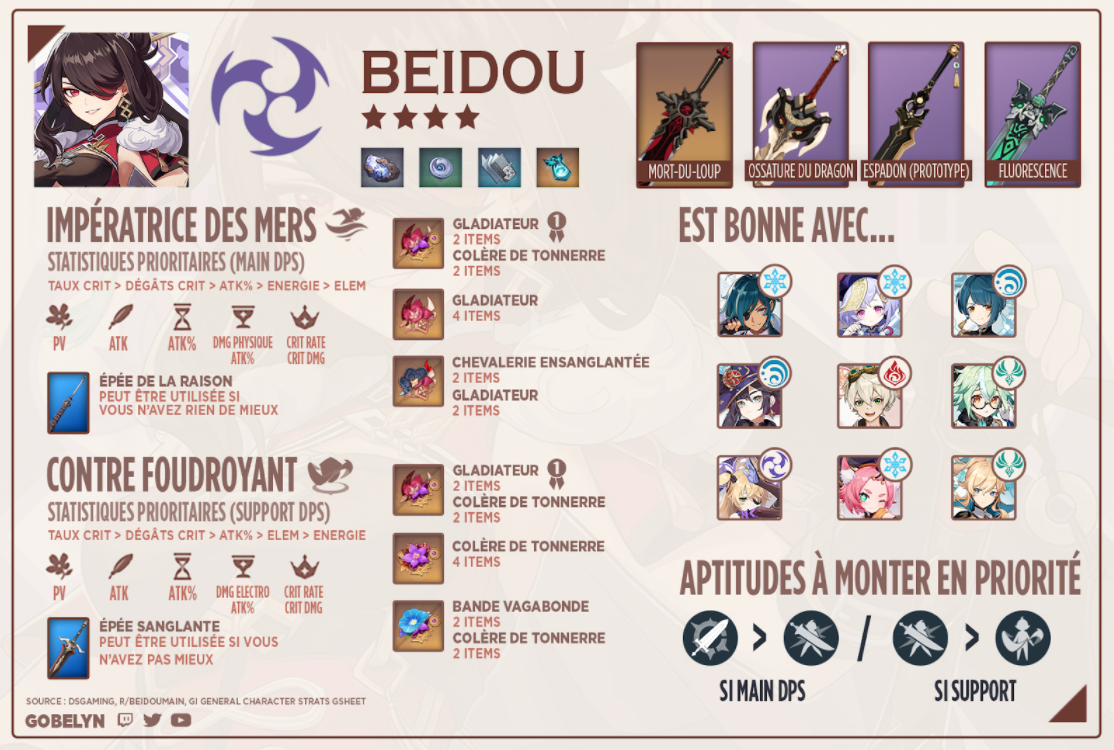 BEIDOU
MORT-DU-LOUP
OSSATURE DU DRAGON
ESPADON (PROTOTYPE)
FLUORESCENCE
IMPÉRATRICE DES MERS
STATISTIQUES PRIORITAIRES (MAIN DPS)
TAUX CRIT > DÉGÂTS CRIT > ATK% > ENERGIE > ELEM
PV
ATK
ATK%
DMG PHYSIQUE
ATK%
CRIT RATE
CRIT DMG
ÉPÉE DE LA RAISON
PEUT ÊTRE UTILISÉE SI
VOUS N'AVEZ RIEN DE MIEUX
GLADIATEUR 1
2 ITEMS
COLÈRE DE TONNERRE
2 ITEMS
GLADIATEUR
4 ITEMS
CHEVALERIE ENSANGLANTÉE
2 ITEMS
GLADIATEUR
2 ITEMS
CONTRE FOUDROYANT
STATISTIQUES PRIORITAIRES (SUPPORT DPS)
TAUX CRIT > DÉGÂTS CRIT > ATK% > ELEM > ENERGIE
PV
ATK
ATK%
DMG ELECTRO
ATK%
CRIT RATE
CRIT DMG
ÉPÉE SANGLANTE
PEUT ÊTRE UTILISÉE SI VOUS
N'AVEZ PAS MIEUX
GLADIATEUR 1
2 ITEMS
COLÈRE DE TONNERRE
2 ITEMS
COLÈRE DE TONNERRE
4 ITEMS
BANDE VAGABONDE
2 ITEMS
COLÈRE DE TONNERRE
2 ITEMS
EST BONNE AVEC...
APTITUDES À MONTER EN PRIORITÉ
> / >
SI MAIN DPS
SI SUPPORT
SOURCE : DSGAMING, R/BEIDOUMAIN, GI GENERAL CHARACTER STRATS GSHEET
GOBELYN